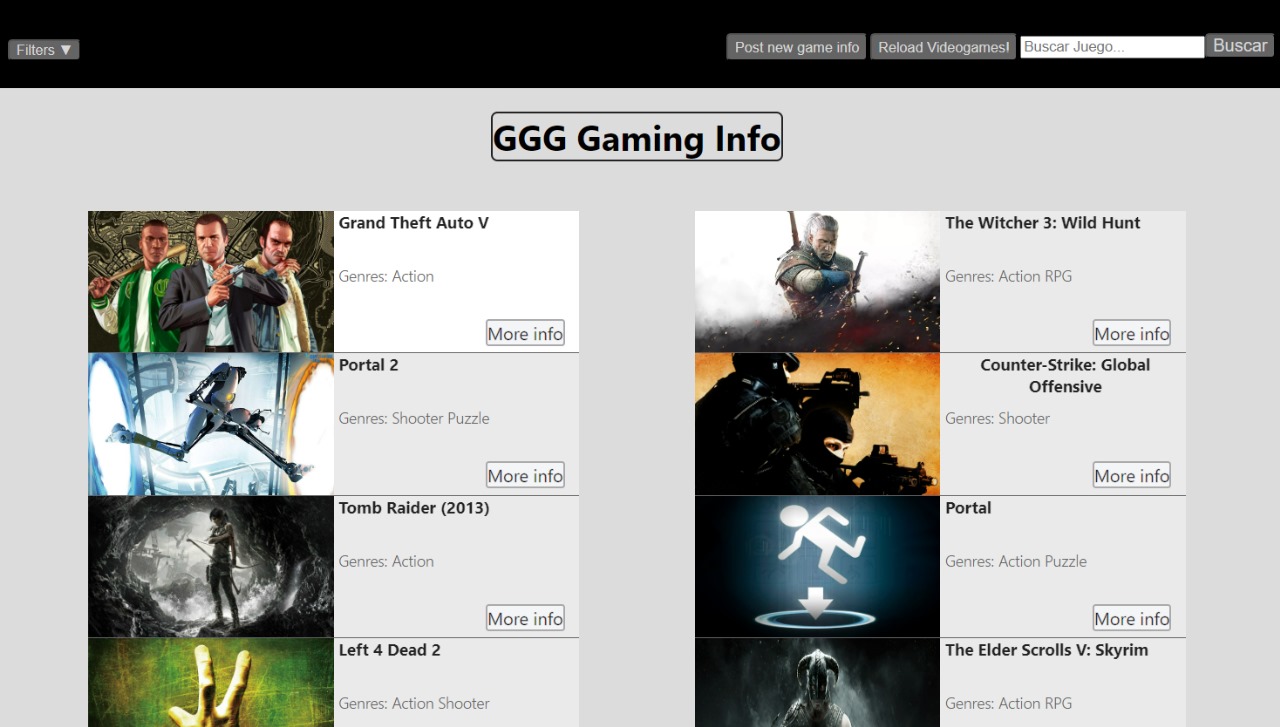 Filters ▼
Post new game info
Reload Videogames!
Buscar Juego...
Buscar
GGG Gaming Info
Grand Theft Auto V
Genres: Action
More info
The Witcher 3: Wild Hunt
Genres: Action RPG
More info
Portal 2
Genres: Shooter Puzzle
More info
Counter-Strike: Global
Offensive
Genres: Shooter
More info
Tomb Raider (2013)
Genres: Action
More info
Portal
Genres: Action Puzzle
More info
Left 4 Dead 2
Genres: Action Shooter
The Elder Scrolls V: Skyrim
Genres: Action RPG